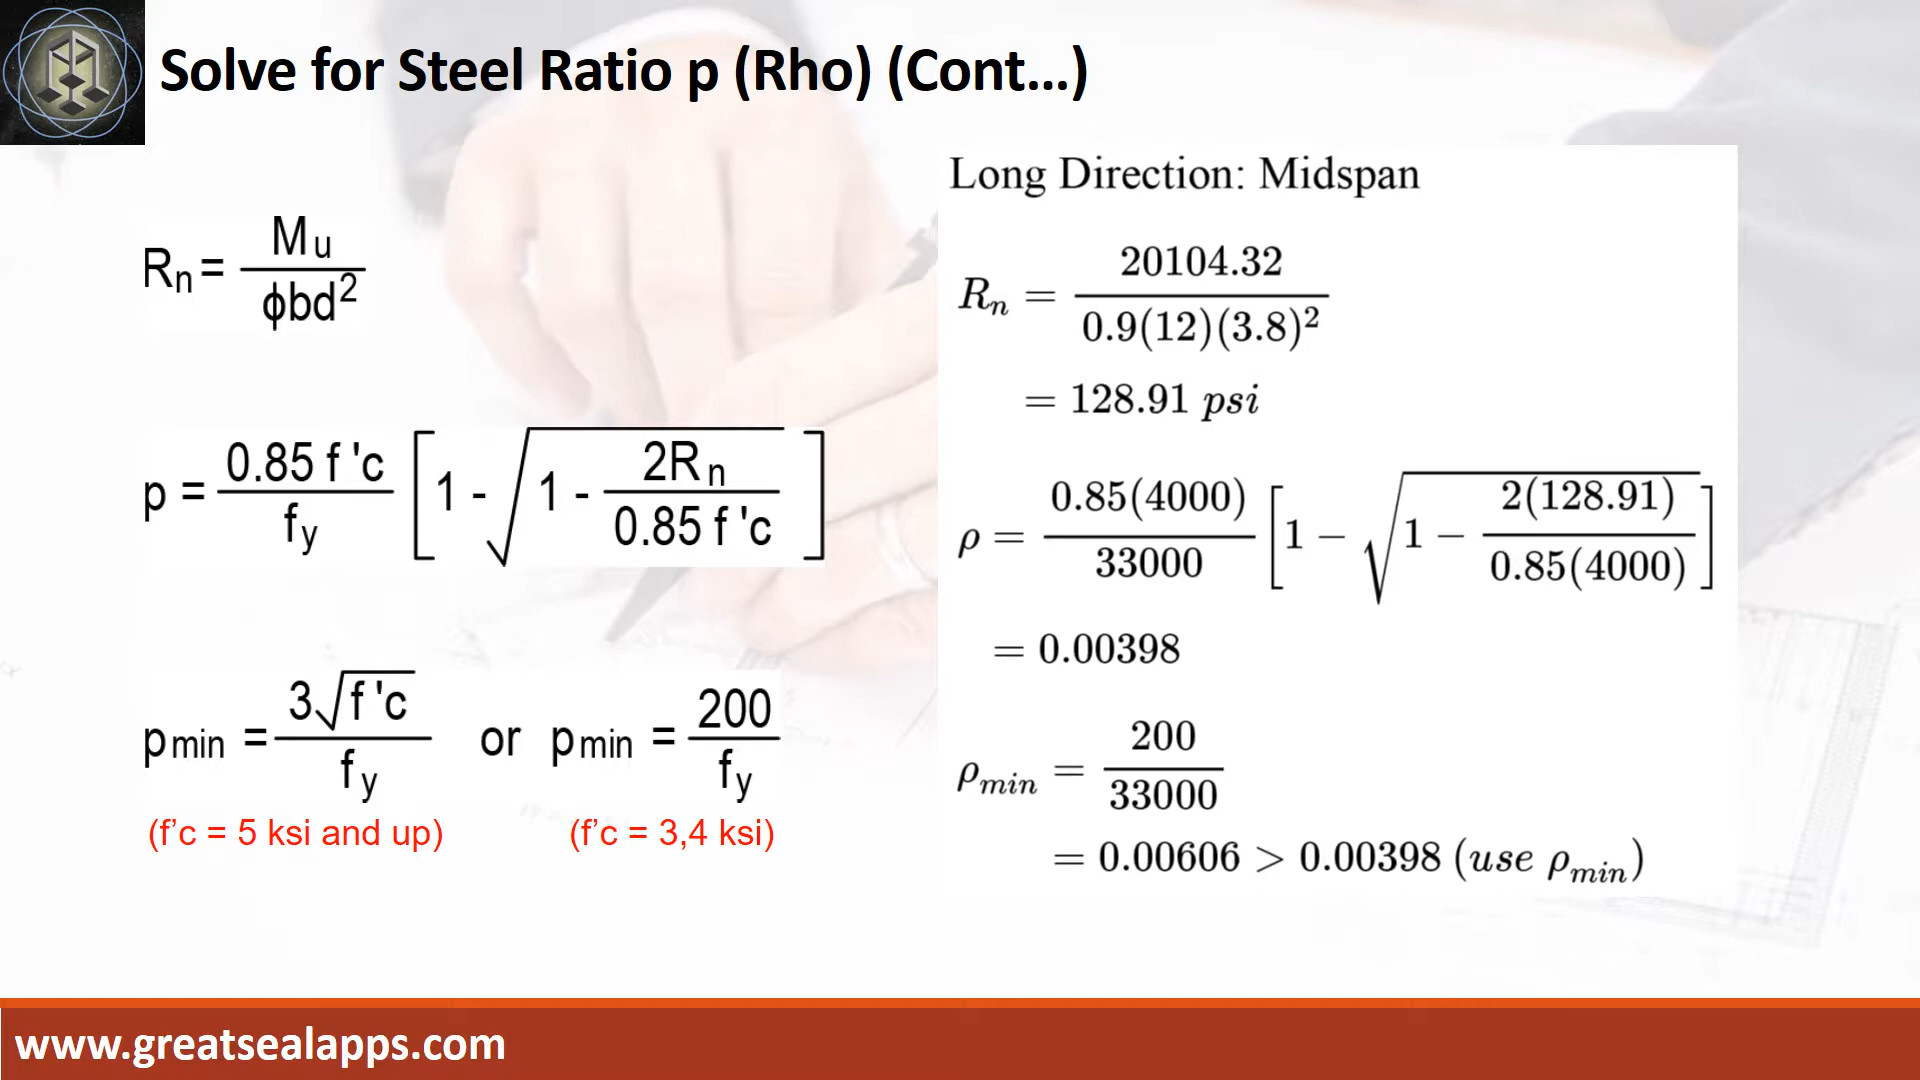 Solve for Steel Ratio p (Rho) (Cont...)
Rn = Mu / ϕbd²
p = 0.85 f 'c / fy [1 - √(1 - 2Rn / 0.85 f 'c)]
pmin = 3√f 'c / fy or pmin = 200 / fy
(f’c = 5 ksi and up) (f’c = 3,4 ksi)
Long Direction: Midspan
Rn = 20104.32 / 0.9(12)(3.8)²
= 128.91 psi
ρ = 0.85(4000) / 33000 [1 − √(1 − 2(128.91) / 0.85(4000))]
= 0.00398
ρmin = 200 / 33000
= 0.00606 > 0.00398 (use ρmin)
www.greatsealapps.com